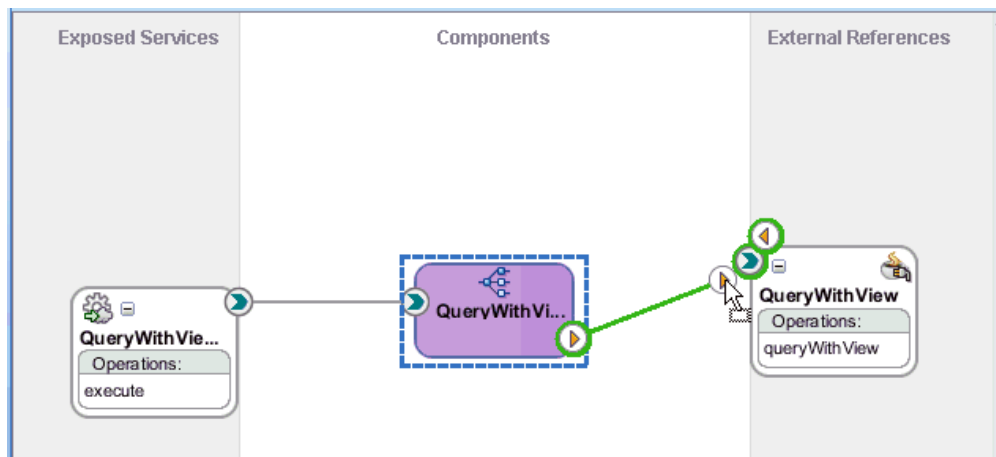 Exposed Services
Components
External References
QueryWithVie...
Operations:
execute
QueryWithVi...
QueryWithView
Operations:
queryWithView